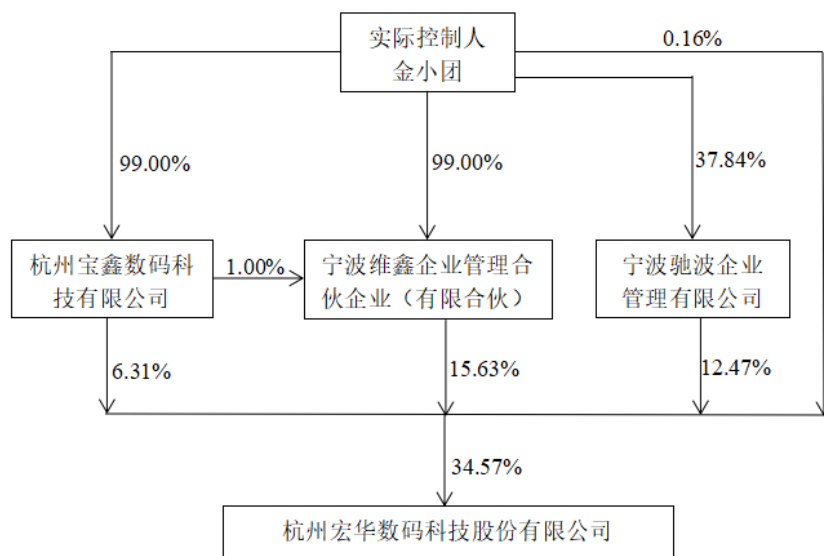 实际控制人
金小团
0.16%
99.00%
99.00%
37.84%
杭州宝鑫数码科
技有限公司
1.00%
宁波维鑫企业管理合
伙企业（有限合伙）
宁波驰波企业
管理有限公司
6.31%
15.63%
12.47%
34.57%
杭州宏华数码科技股份有限公司